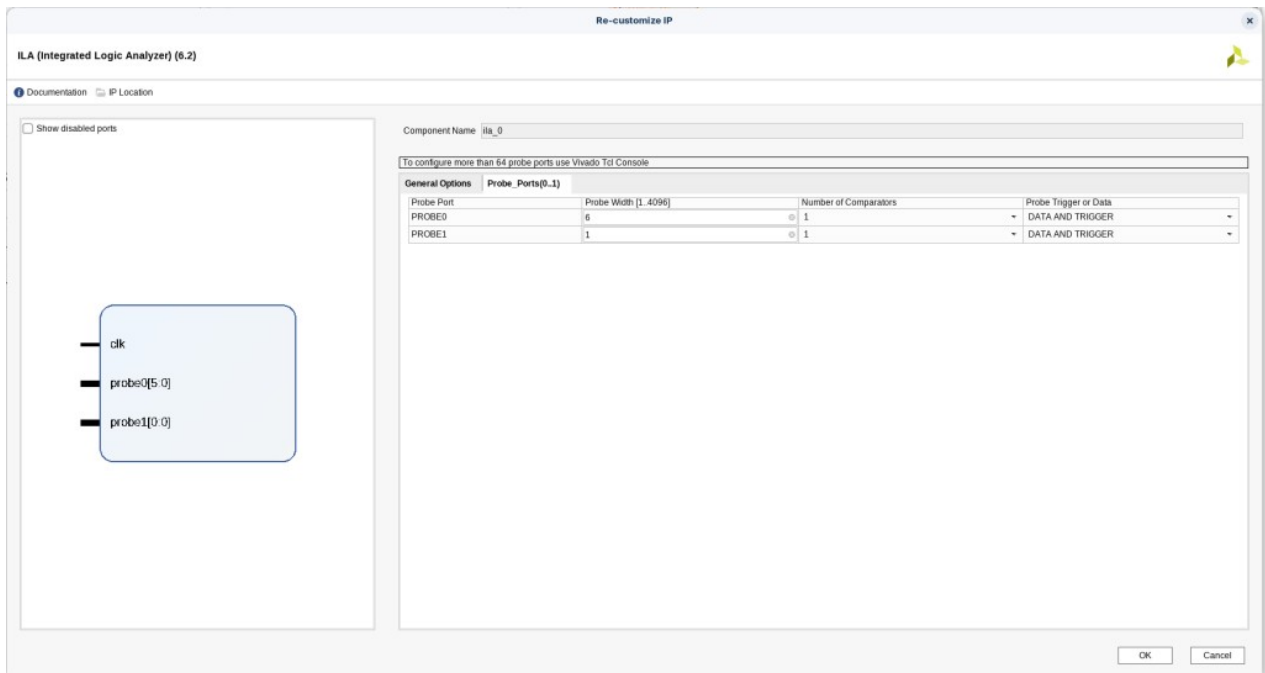 Re-customize IP
ILA (Integrated Logic Analyzer) (6.2)
Documentation IP Location
Show disabled ports
clk
probe0[5:0]
probe1[0:0]
Component Name ila_0
To configure more than 64 probe ports use Vivado Tcl Console
General Options Probe_Ports(0..1)
Probe Port Probe Width [1..4096] Number of Comparators Probe Trigger or Data
PROBE0 6 1 DATA AND TRIGGER
PROBE1 1 1 DATA AND TRIGGER
OK Cancel